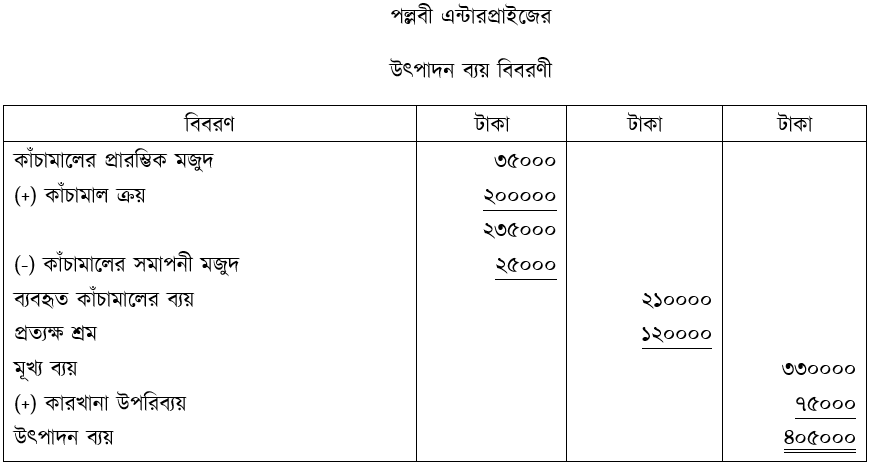 পল্লবী এন্টারপ্রাইজের
উৎপাদন ব্যয় বিবরণী
বিবরণ টাকা টাকা টাকা
কাঁচামালের প্রারম্ভিক মজুদ ৩৫০০০
(+) কাঁচামাল ক্রয় ২০০০০০
২৩৫০০০
(-) কাঁচামালের সমাপনী মজুদ ২৫০০০
ব্যবহৃত কাঁচামালের ব্যয় ২১০০০০
প্রত্যক্ষ শ্রম ১২০০০০
মূখ্য ব্যয় ৩৩০০০০
(+) কারখানা উপরিব্যয় ৭৫০০০
উৎপাদন ব্যয় ৪০৫০০০